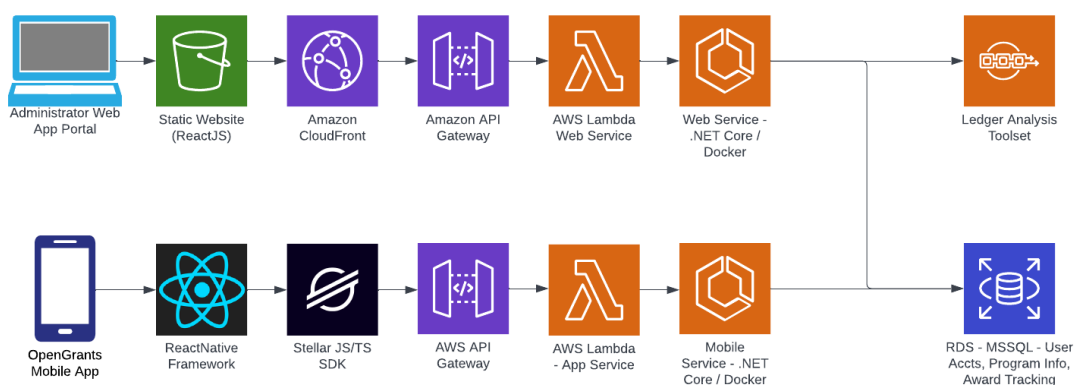 Administrator Web
App Portal
Static Website
(ReactJS)
Amazon
CloudFront
Amazon API
Gateway
AWS Lambda
Web Service
Web Service -
.NET Core /
Docker
Ledger Analysis
Toolset
OpenGrants
Mobile App
ReactNative
Framework
Stellar JS/TS
SDK
AWS API
Gateway
AWS Lambda
- App Service
Mobile
Service - .NET
Core / Docker
RDS - MSSQL - User
Accts, Program Info,
Award Tracking